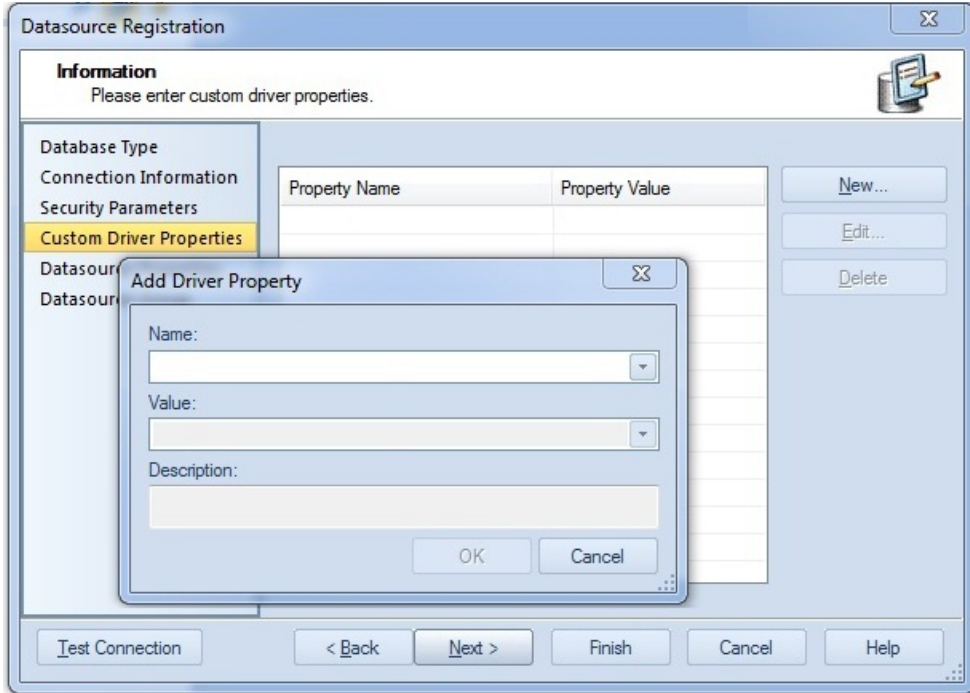 Datasource Registration
Information
Please enter custom driver properties.
Database Type
Connection Information
Security Parameters
Custom Driver Properties
Datasour
Datasour
Property Name Property Value
New...
Edit...
Delete
Add Driver Property
Name:
Value:
Description:
OK Cancel
Test Connection < Back Next > Finish Cancel Help